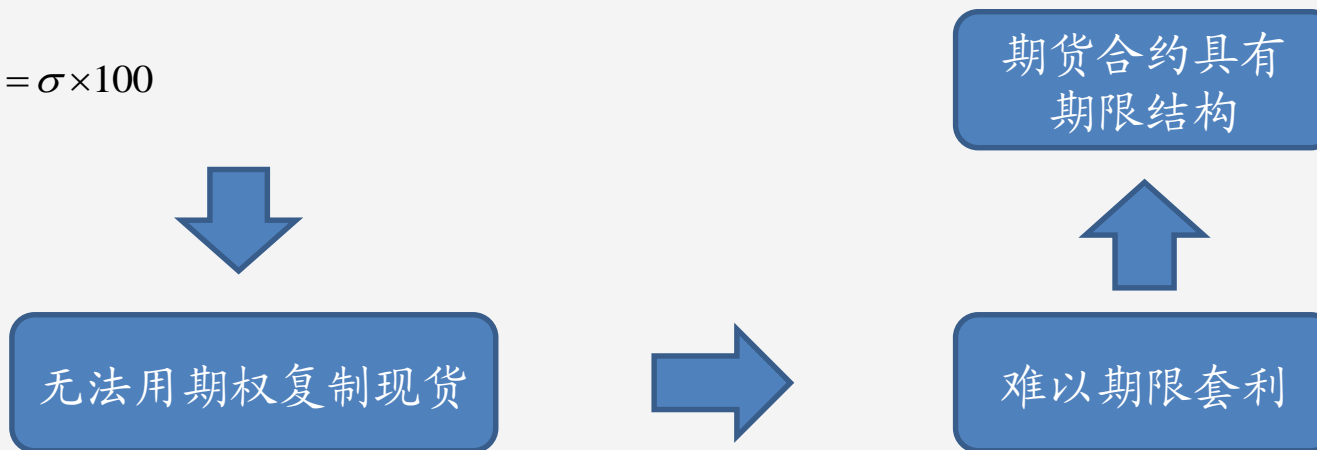 = σ×100
期货合约具有
期限结构
无法用期权复制现货
难以期限套利